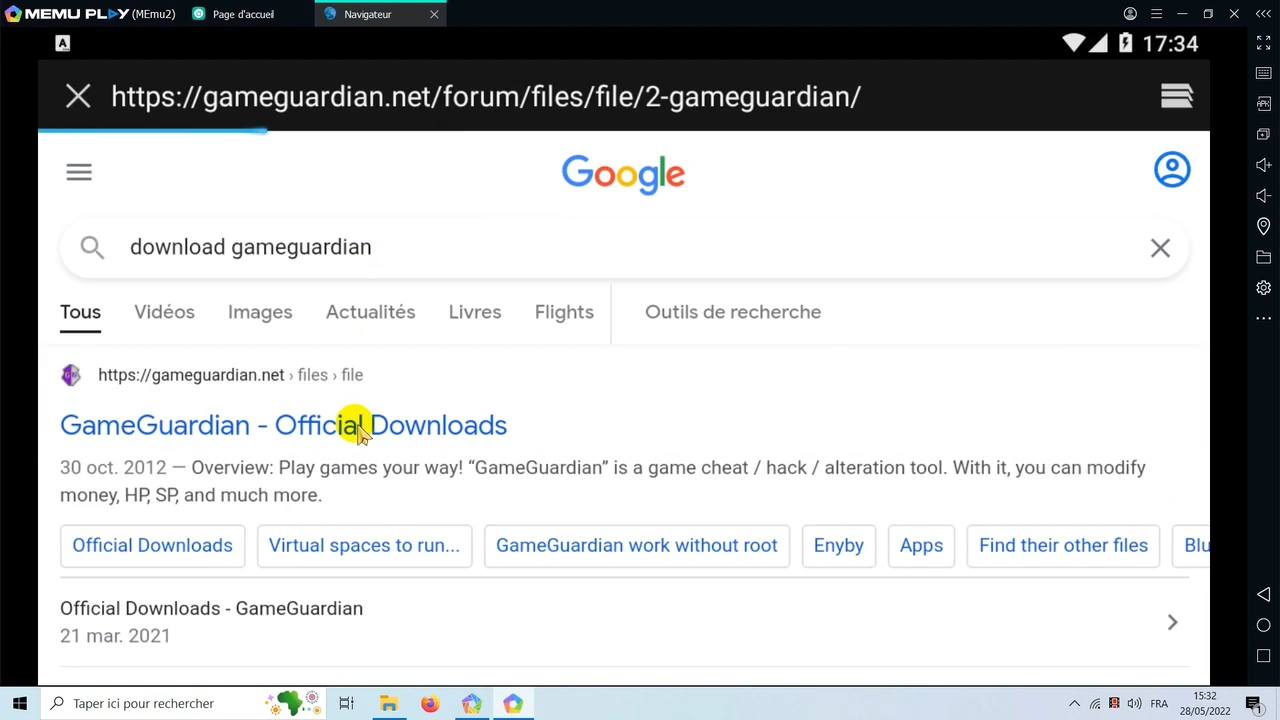 MEMU PLAY (MEmu2)
Page d'accueil
Navigateur
A
17:34
https://gameguardian.net/forum/files/file/2-gameguardian/
Google
download gameguardian
Tous
Vidéos
Images
Actualités
Livres
Flights
Outils de recherche
https://gameguardian.net › files › file
GameGuardian - Official Downloads
30 oct. 2012 — Overview: Play games your way! “GameGuardian” is a game cheat / hack / alteration tool. With it, you can modify
money, HP, SP, and much more.
Official Downloads
Virtual spaces to run...
GameGuardian work without root
Enyby
Apps
Find their other files
Blu
Official Downloads - GameGuardian
21 mar. 2021
Taper ici pour rechercher
FR
15:32
28/05/2022
1